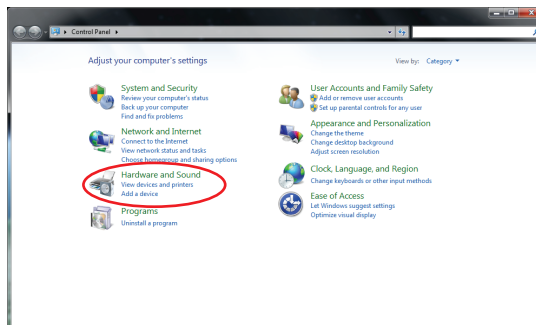 Control Panel
Adjust your computer's settings
View by: Category
System and Security
Review your computer's status
Back up your computer
Find and fix problems
Network and Internet
Connect to the Internet
View network status and tasks
Choose homegroup and sharing options
Hardware and Sound
View devices and printers
Add a device
Programs
Uninstall a program
User Accounts and Family Safety
Add or remove user accounts
Set up parental controls for any user
Appearance and Personalization
Change the theme
Change desktop background
Adjust screen resolution
Clock, Language, and Region
Change keyboards or other input methods
Ease of Access
Let Windows suggest settings
Optimize visual display